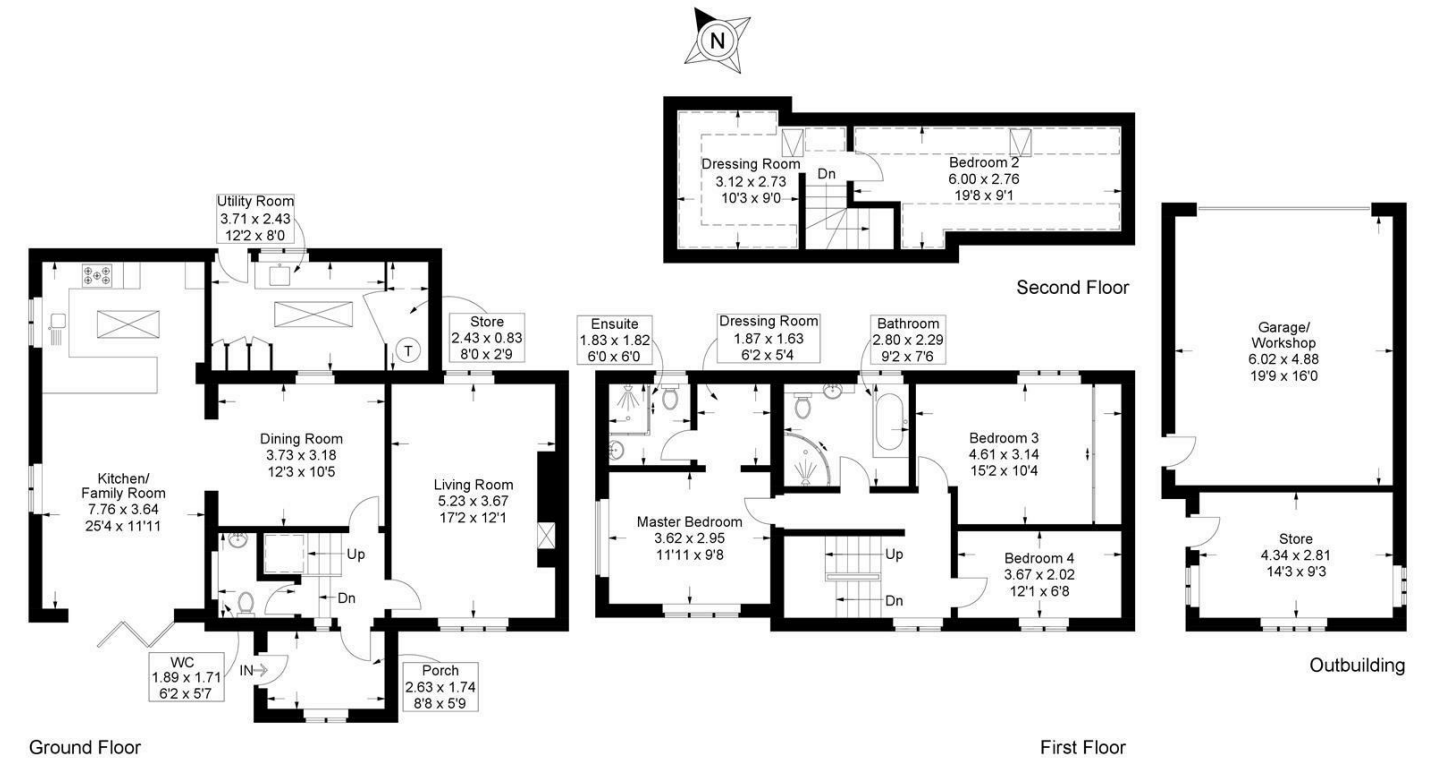 N
Dressing Room
3.12 x 2.73
10'3 x 9'0
Dn
Bedroom 2
6.00 x 2.76
19'8 x 9'1
Second Floor
Utility Room
3.71 x 2.43
12'2 x 8'0
Store
2.43 x 0.83
8'0 x 2'9
T
Dining Room
3.73 x 3.18
12'3 x 10'5
Kitchen/
Family Room
7.76 x 3.64
25'4 x 11'11
Living Room
5.23 x 3.67
17'2 x 12'1
Up
Dn
WC
1.89 x 1.71
6'2 x 5'7
IN
Porch
2.63 x 1.74
8'8 x 5'9
Ground Floor
Ensuite
1.83 x 1.82
6'0 x 6'0
Dressing Room
1.87 x 1.63
6'2 x 5'4
Bathroom
2.80 x 2.29
9'2 x 7'6
Bedroom 3
4.61 x 3.14
15'2 x 10'4
Master Bedroom
3.62 x 2.95
11'11 x 9'8
Up
Dn
Bedroom 4
3.67 x 2.02
12'1 x 6'8
First Floor
Garage/
Workshop
6.02 x 4.88
19'9 x 16'0
Store
4.34 x 2.81
14'3 x 9'3
Outbuilding